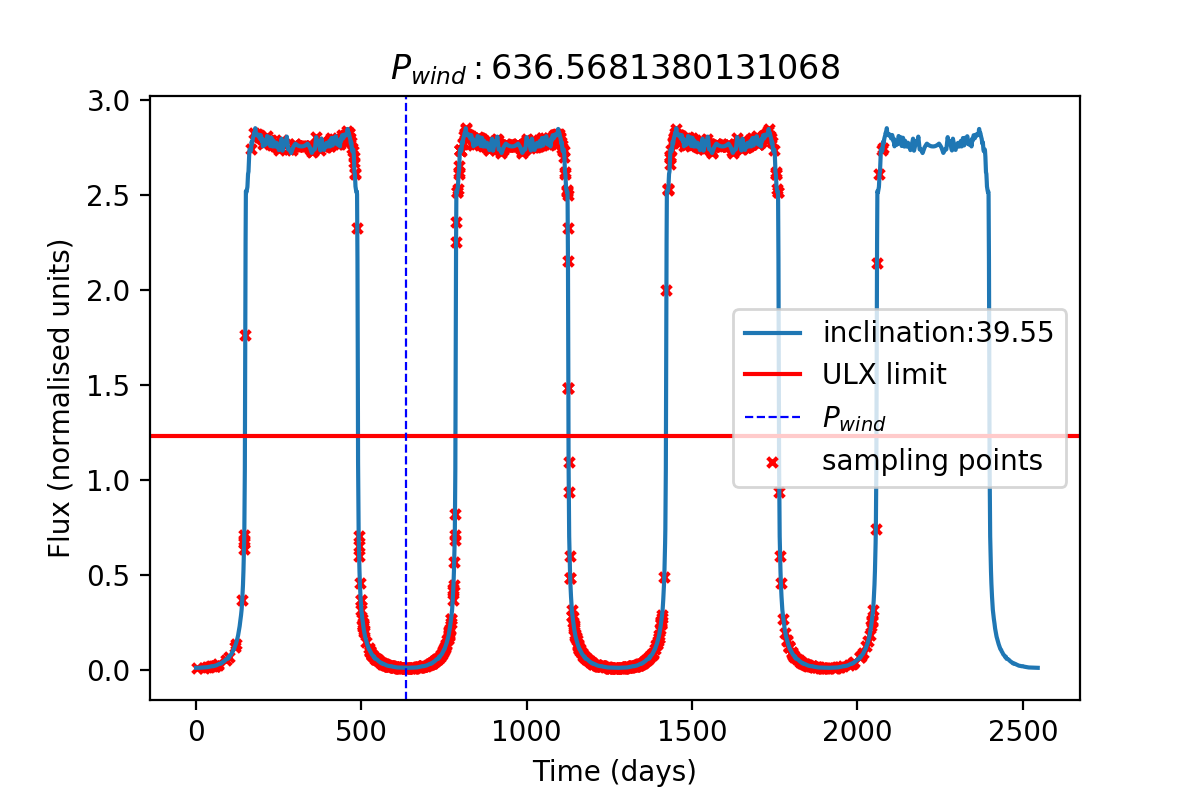 P_wind : 636.5681380131068
3.0
2.5
2.0
1.5
1.0
0.5
0.0
Flux (normalised units)
inclination:39.55
ULX limit
P_wind
sampling points
0 500 1000 1500 2000 2500
Time (days)